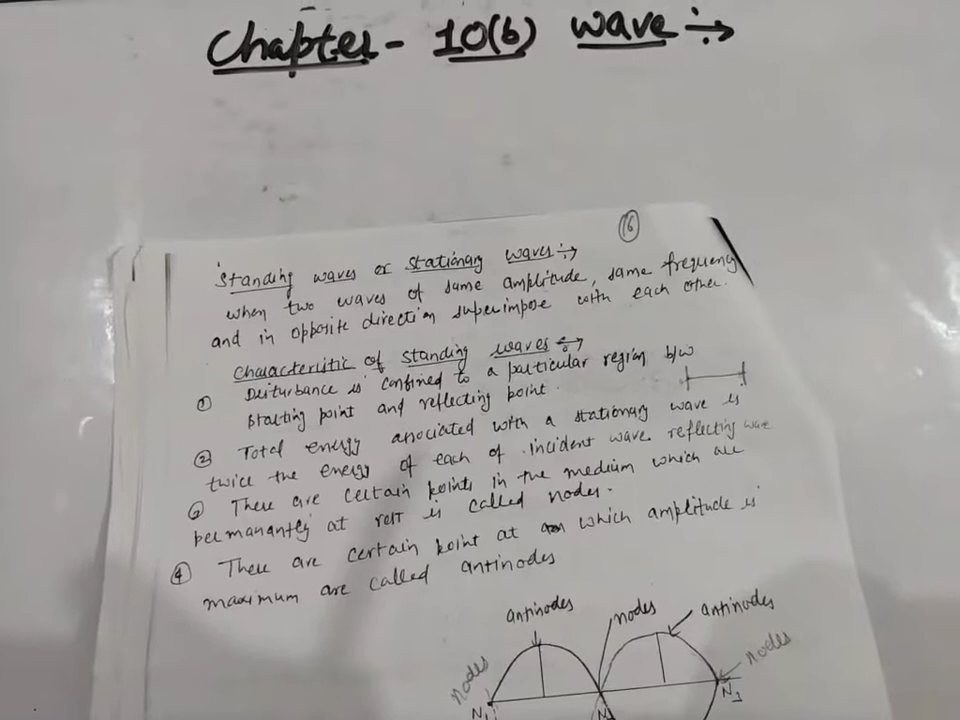 Chapter - 10(b) wave ÷→
16
Standing waves or stationary waves ÷→
when two waves of same amplitude, same frequency
and in opposite direction superimpose with each other.
Characteristic of standing waves ÷→
① Disturbance is confined to a particular region b/w
starting point and reflecting point.
② Total energy associated with a stationary wave is
twice the energy of each of incident wave reflecting wave
There are certain points in the medium which are
permanantly at rest is called nodes.
④ There are certain point at which amplitude is
maximum are called antinodes
antinodes nodes antinodes
nodes nodes
N1 N N1